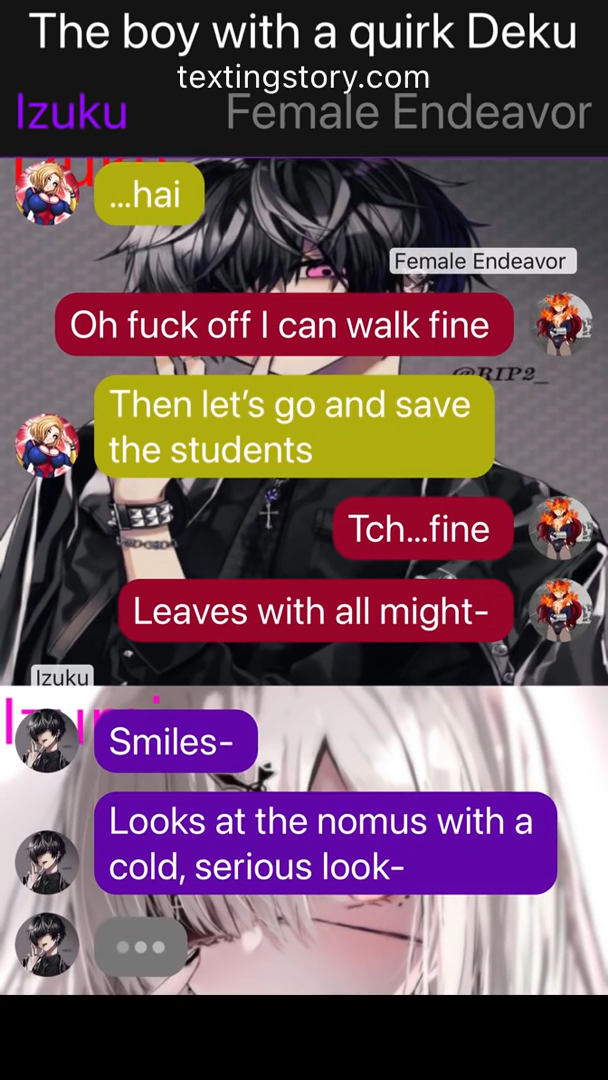 The boy with a quirk Deku
textingstory.com
Izuku
Female Endeavor
...hai
Female Endeavor
Oh fuck off I can walk fine
@RIP2_
Then let's go and save
the students
Tch...fine
Leaves with all might-
Izuku
Smiles-
Looks at the nomus with a
cold, serious look-